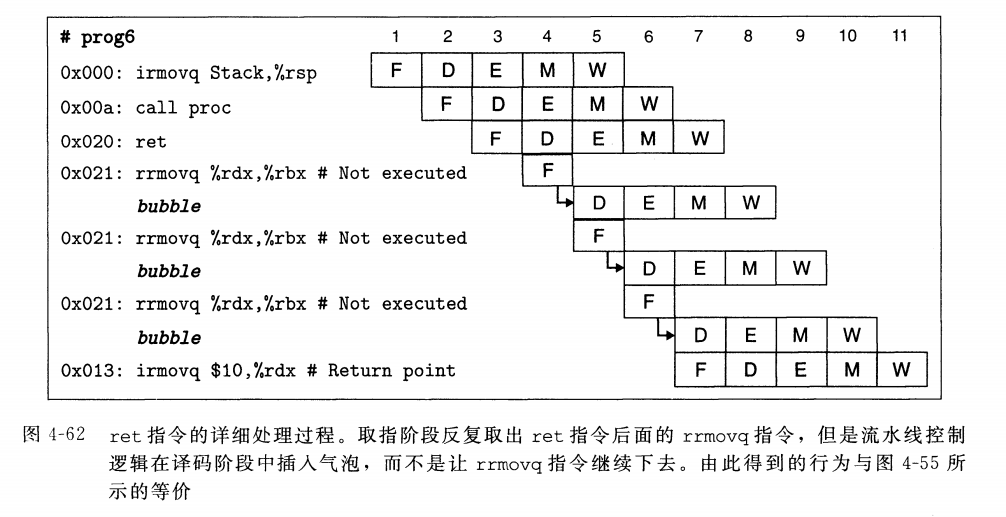 # prog6 1 2 3 4 5 6 7 8 9 10 11
0x000: irmovq Stack,%rsp F D E M W
0x00a: call proc F D E M W
0x020: ret F D E M W
0x021: rrmovq %rdx,%rbx # Not executed F
bubble D E M W
0x021: rrmovq %rdx,%rbx # Not executed F
bubble D E M W
0x021: rrmovq %rdx,%rbx # Not executed F
bubble D E M W
0x013: irmovq $10,%rdx # Return point F D E M W
图 4-62 ret 指令的详细处理过程。取指阶段反复取出 ret 指令后面的 rrmovq 指令，但是流水线控制
逻辑在译码阶段中插入气泡，而不是让 rrmovq 指令继续下去。由此得到的行为与图 4-55 所
示的等价